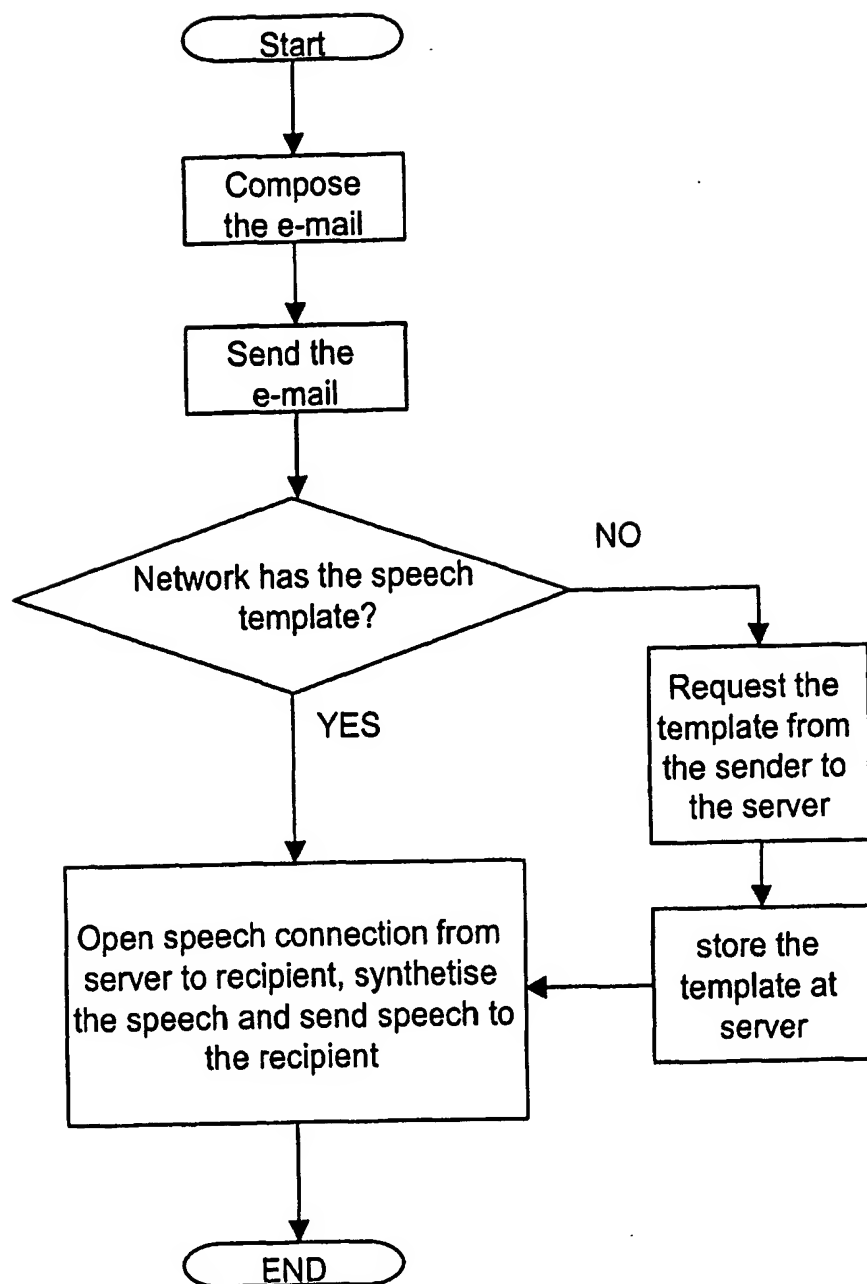 Start
Compose
the e-mail
Send the
e-mail
Network has the speech
template?
NO
YES
Request the
template from
the sender to
the server
store the
template at
server
Open speech connection from
server to recipient, synthetise
the speech and send speech to
the recipient
END